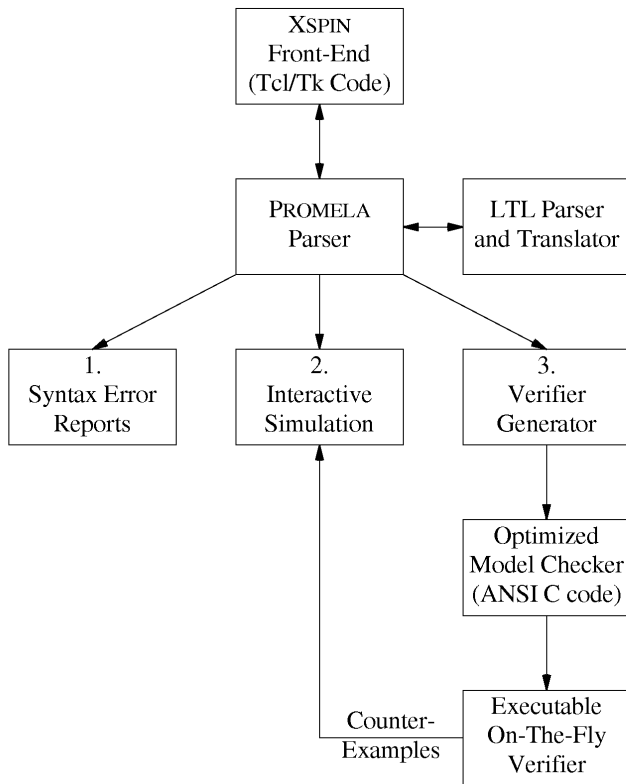 XSPIN
Front-End
(Tcl/Tk Code)
PROMELA
Parser
LTL Parser
and Translator
1.
Syntax Error
Reports
2.
Interactive
Simulation
3.
Verifier
Generator
Optimized
Model Checker
(ANSI C code)
Counter-
Examples
Executable
On-The-Fly
Verifier